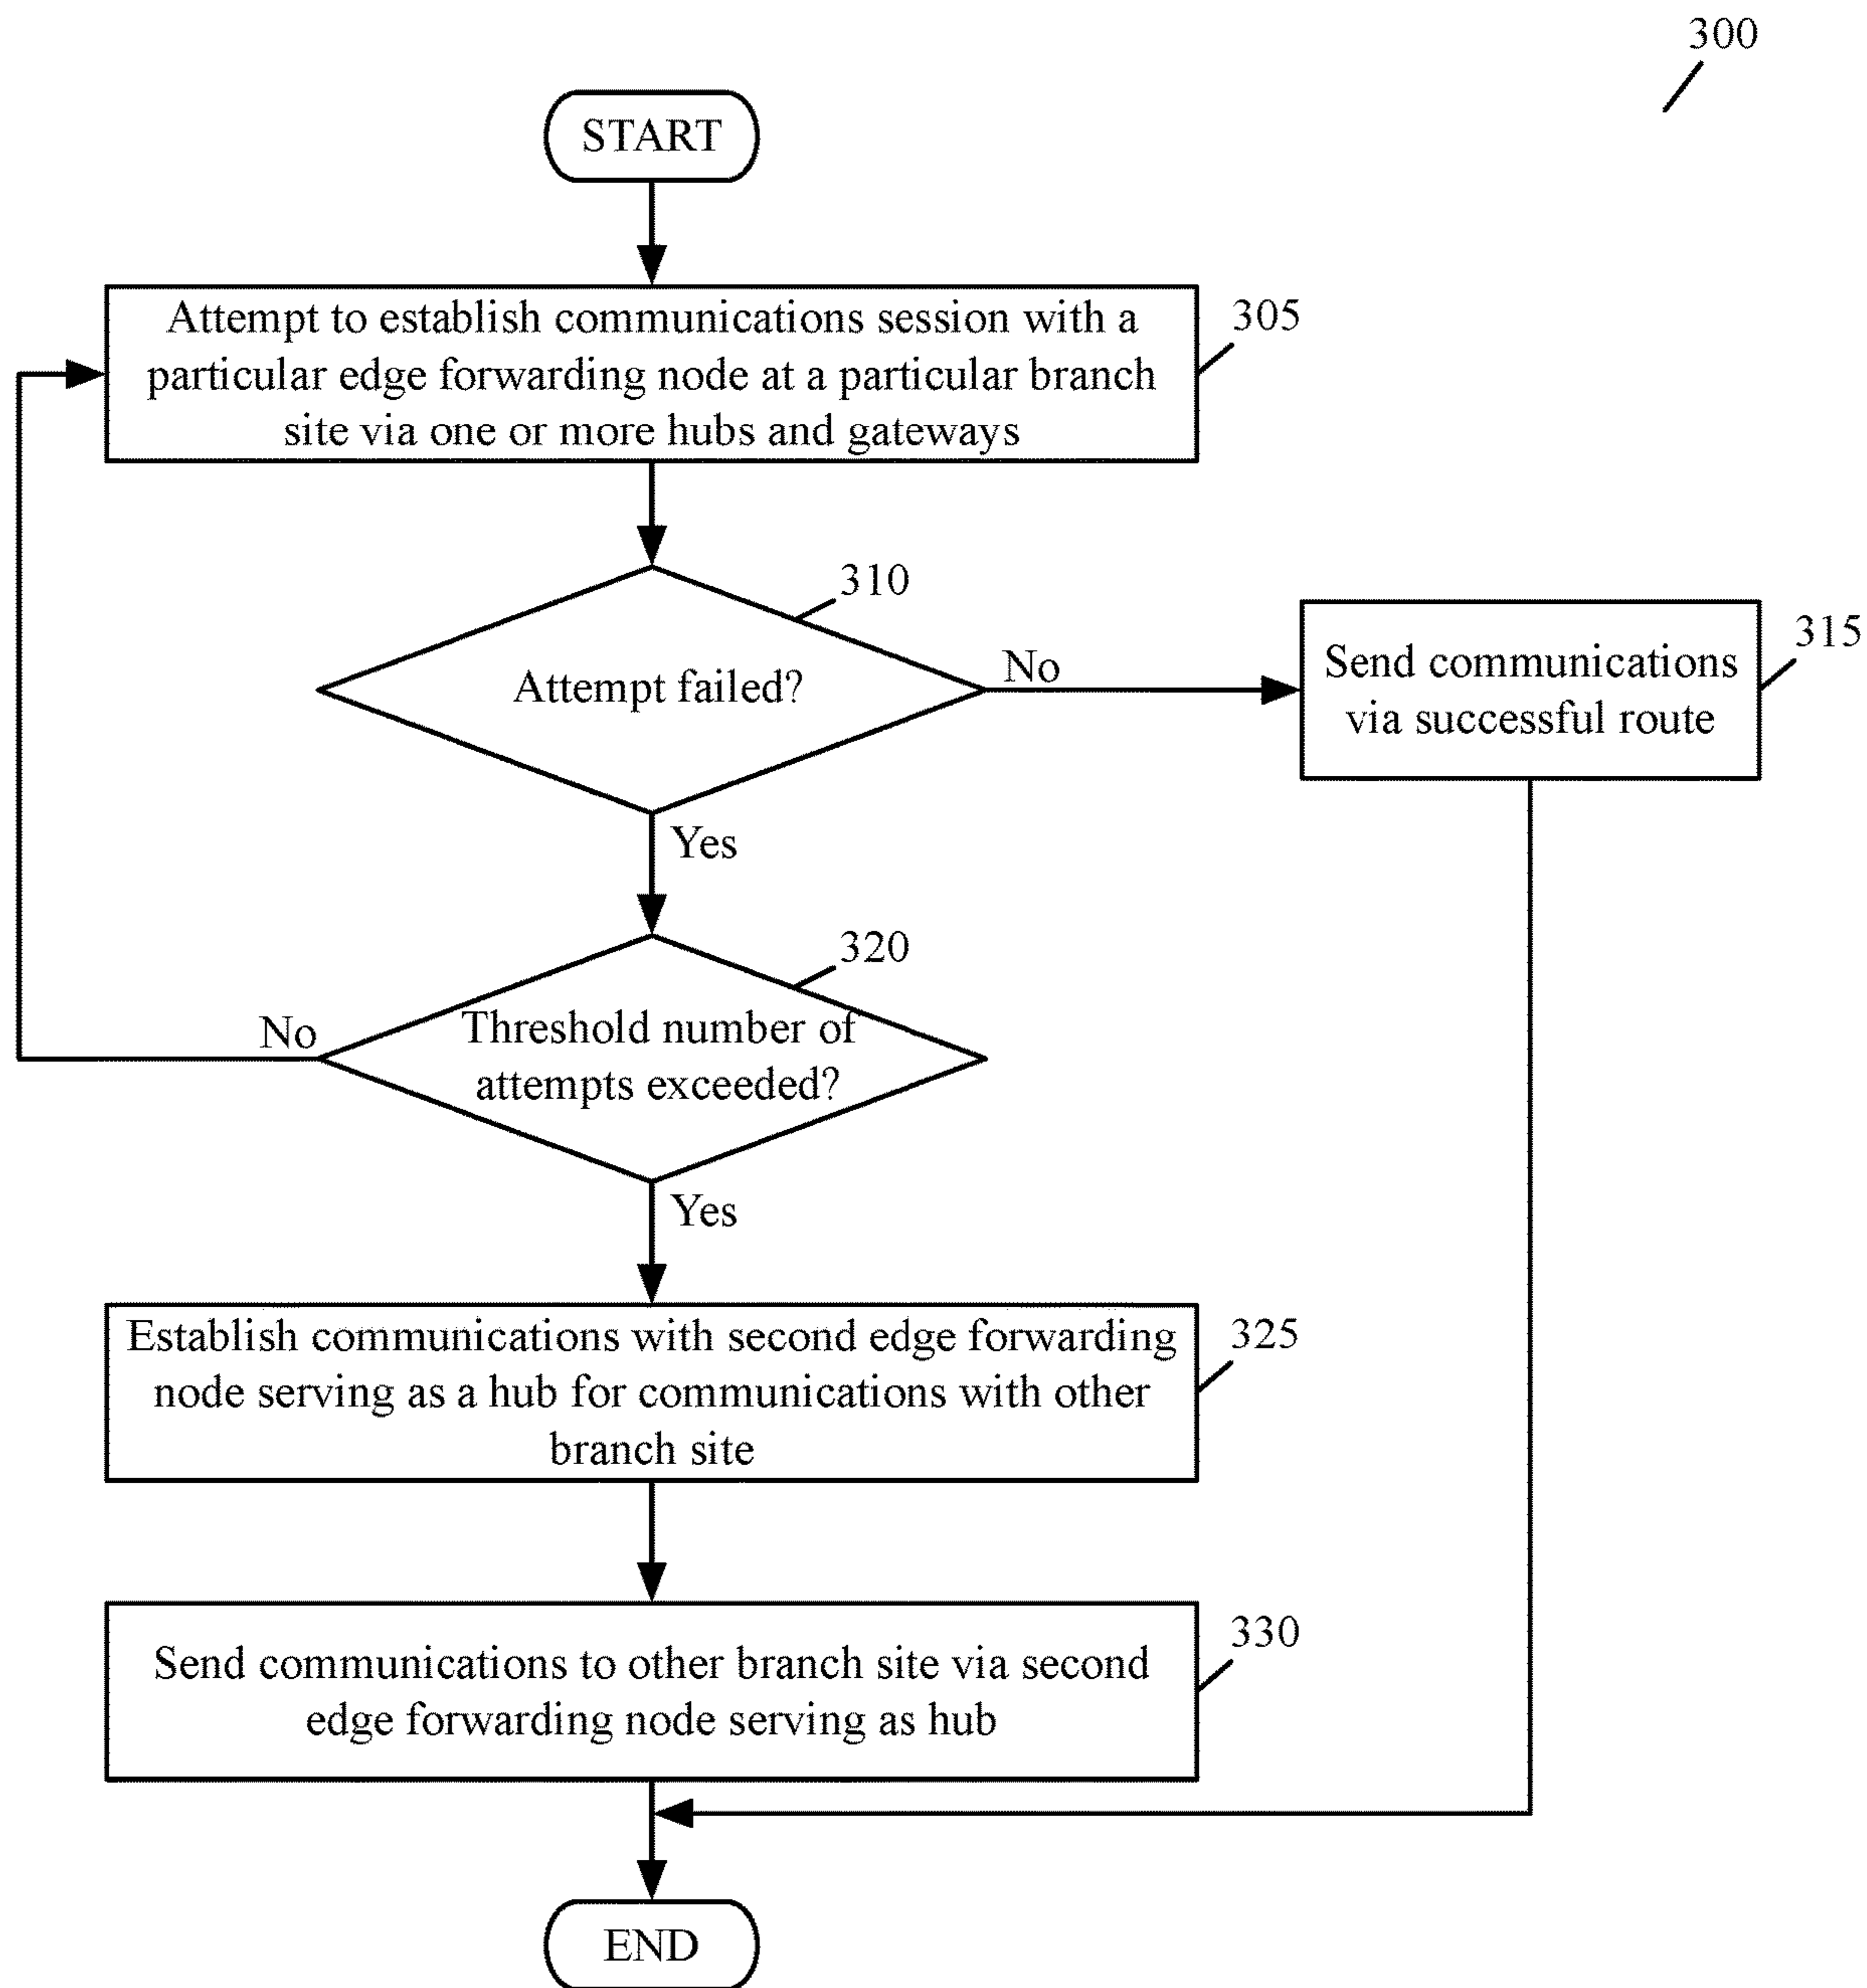 300
START
Attempt to establish communications session with a
particular edge forwarding node at a particular branch
site via one or more hubs and gateways
305
310
Attempt failed?
No
Send communications
via successful route
315
Yes
320
Threshold number of
attempts exceeded?
No
Yes
Establish communications with second edge forwarding
node serving as a hub for communications with other
branch site
325
Send communications to other branch site via second
edge forwarding node serving as hub
330
END